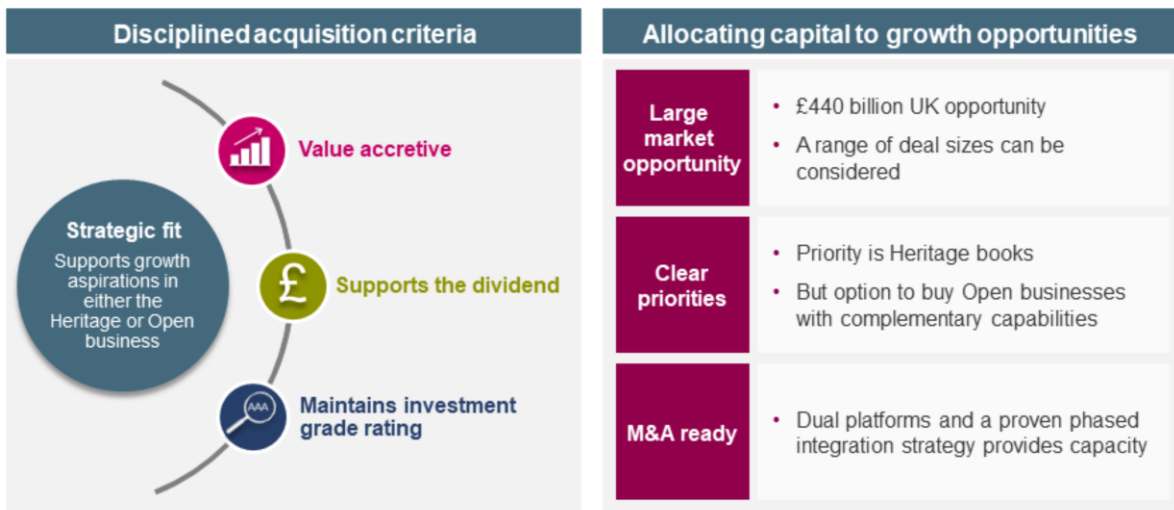 Disciplined acquisition criteria
Value accretive
Strategic fit
Supports growth
aspirations in
either the
Heritage or Open
business
£
Supports the dividend
AAA
Maintains investment
grade rating
Allocating capital to growth opportunities
Large
market
opportunity
• £440 billion UK opportunity
• A range of deal sizes can be
considered
Clear
priorities
• Priority is Heritage books
• But option to buy Open businesses
with complementary capabilities
M&A ready
• Dual platforms and a proven phased
integration strategy provides capacity